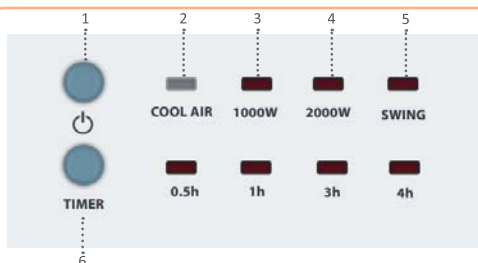 1 2 3 4 5
COOL AIR 1000W 2000W SWING
0.5h 1h 3h 4h
TIMER
6